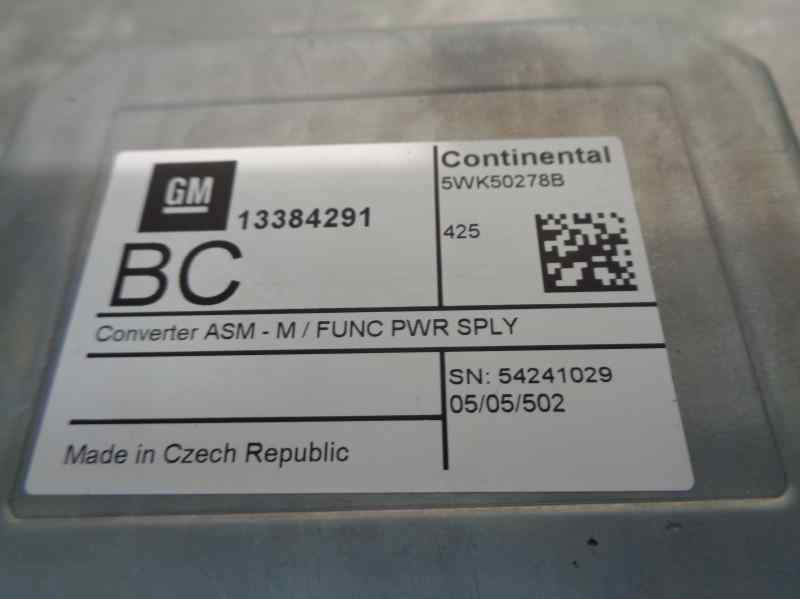 GM
13384291
BC
Continental
5WK50278B
425
Converter ASM - M / FUNC PWR SPLY
SN: 54241029
05/05/502
Made in Czech Republic